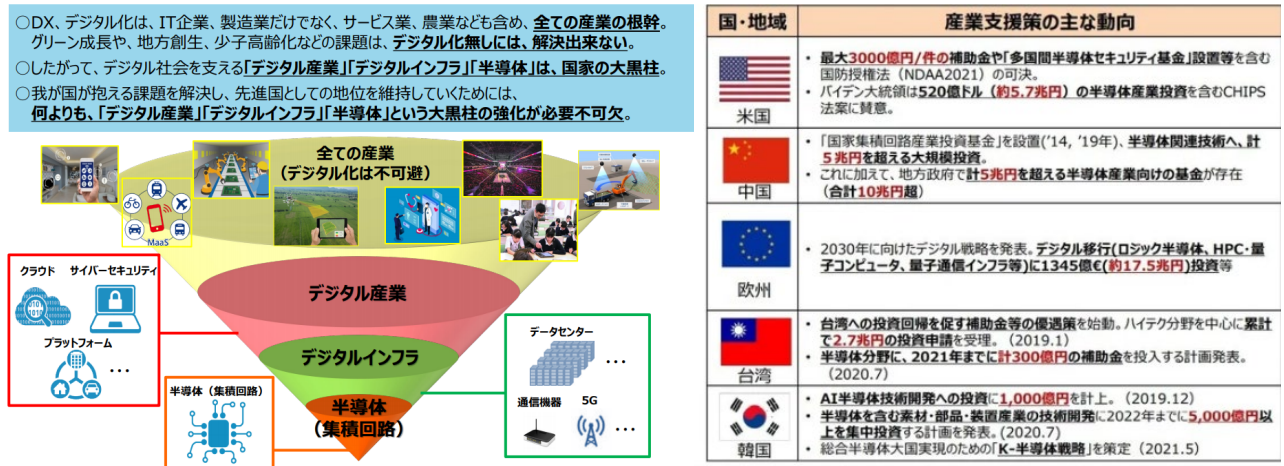 ○DX、デジタル化は、IT企業、製造業だけでなく、サービス業、農業なども含め、全ての産業の根幹。
グリーン成長や、地方創生、少子高齢化などの課題は、デジタル化無しには、解決出来ない。
○したがって、デジタル社会を支える「デジタル産業」「デジタルインフラ」「半導体」は、国家の大黒柱。
○我が国が抱える課題を解決し、先進国としての地位を維持していくためには、
何よりも、「デジタル産業」「デジタルインフラ」「半導体」という大黒柱の強化が必要不可欠。
全ての産業
(デジタル化は不可避)
MaaS
クラウド
サイバーセキュリティ
プラットフォーム
…
デジタル産業
デジタルインフラ
半導体
(集積回路)
半導体(集積回路)
データセンター
…
通信機器
5G
…
国・地域
産業支援策の主な動向
米国
・最大3000億円/件の補助金や「多国間半導体セキュリティ基金」設置等を含む
国防授権法(NDAA2021)の可決。
・バイデン大統領は520億ドル(約5.7兆円)の半導体産業投資を含むCHIPS
法案に賛意。
中国
・「国家集積回路産業投資基金」を設置('14, '19年)、半導体関連技術へ、計
5兆円を超える大規模投資。
・これに加えて、地方政府で計5兆円を超える半導体産業向けの基金が存在
(合計10兆円超)
欧州
・2030年に向けたデジタル戦略を発表。デジタル移行(ロジック半導体、HPC・量
子コンピュータ、量子通信インフラ等)に1345億€(約17.5兆円)投資等
台湾
・台湾への投資回帰を促す補助金等の優遇策を始動。ハイテク分野を中心に累計
で2.7兆円の投資申請を受理。(2019.1)
・半導体分野に、2021年までに計300億円の補助金を投入する計画発表。
(2020.7)
韓国
・AI半導体技術開発への投資に1,000億円を計上。(2019.12)
・半導体を含む素材・部品・装置産業の技術開発に2022年までに5,000億円以
上を集中投資する計画を発表。(2020.7)
・総合半導体大国実現のための「K-半導体戦略」を策定(2021.5)